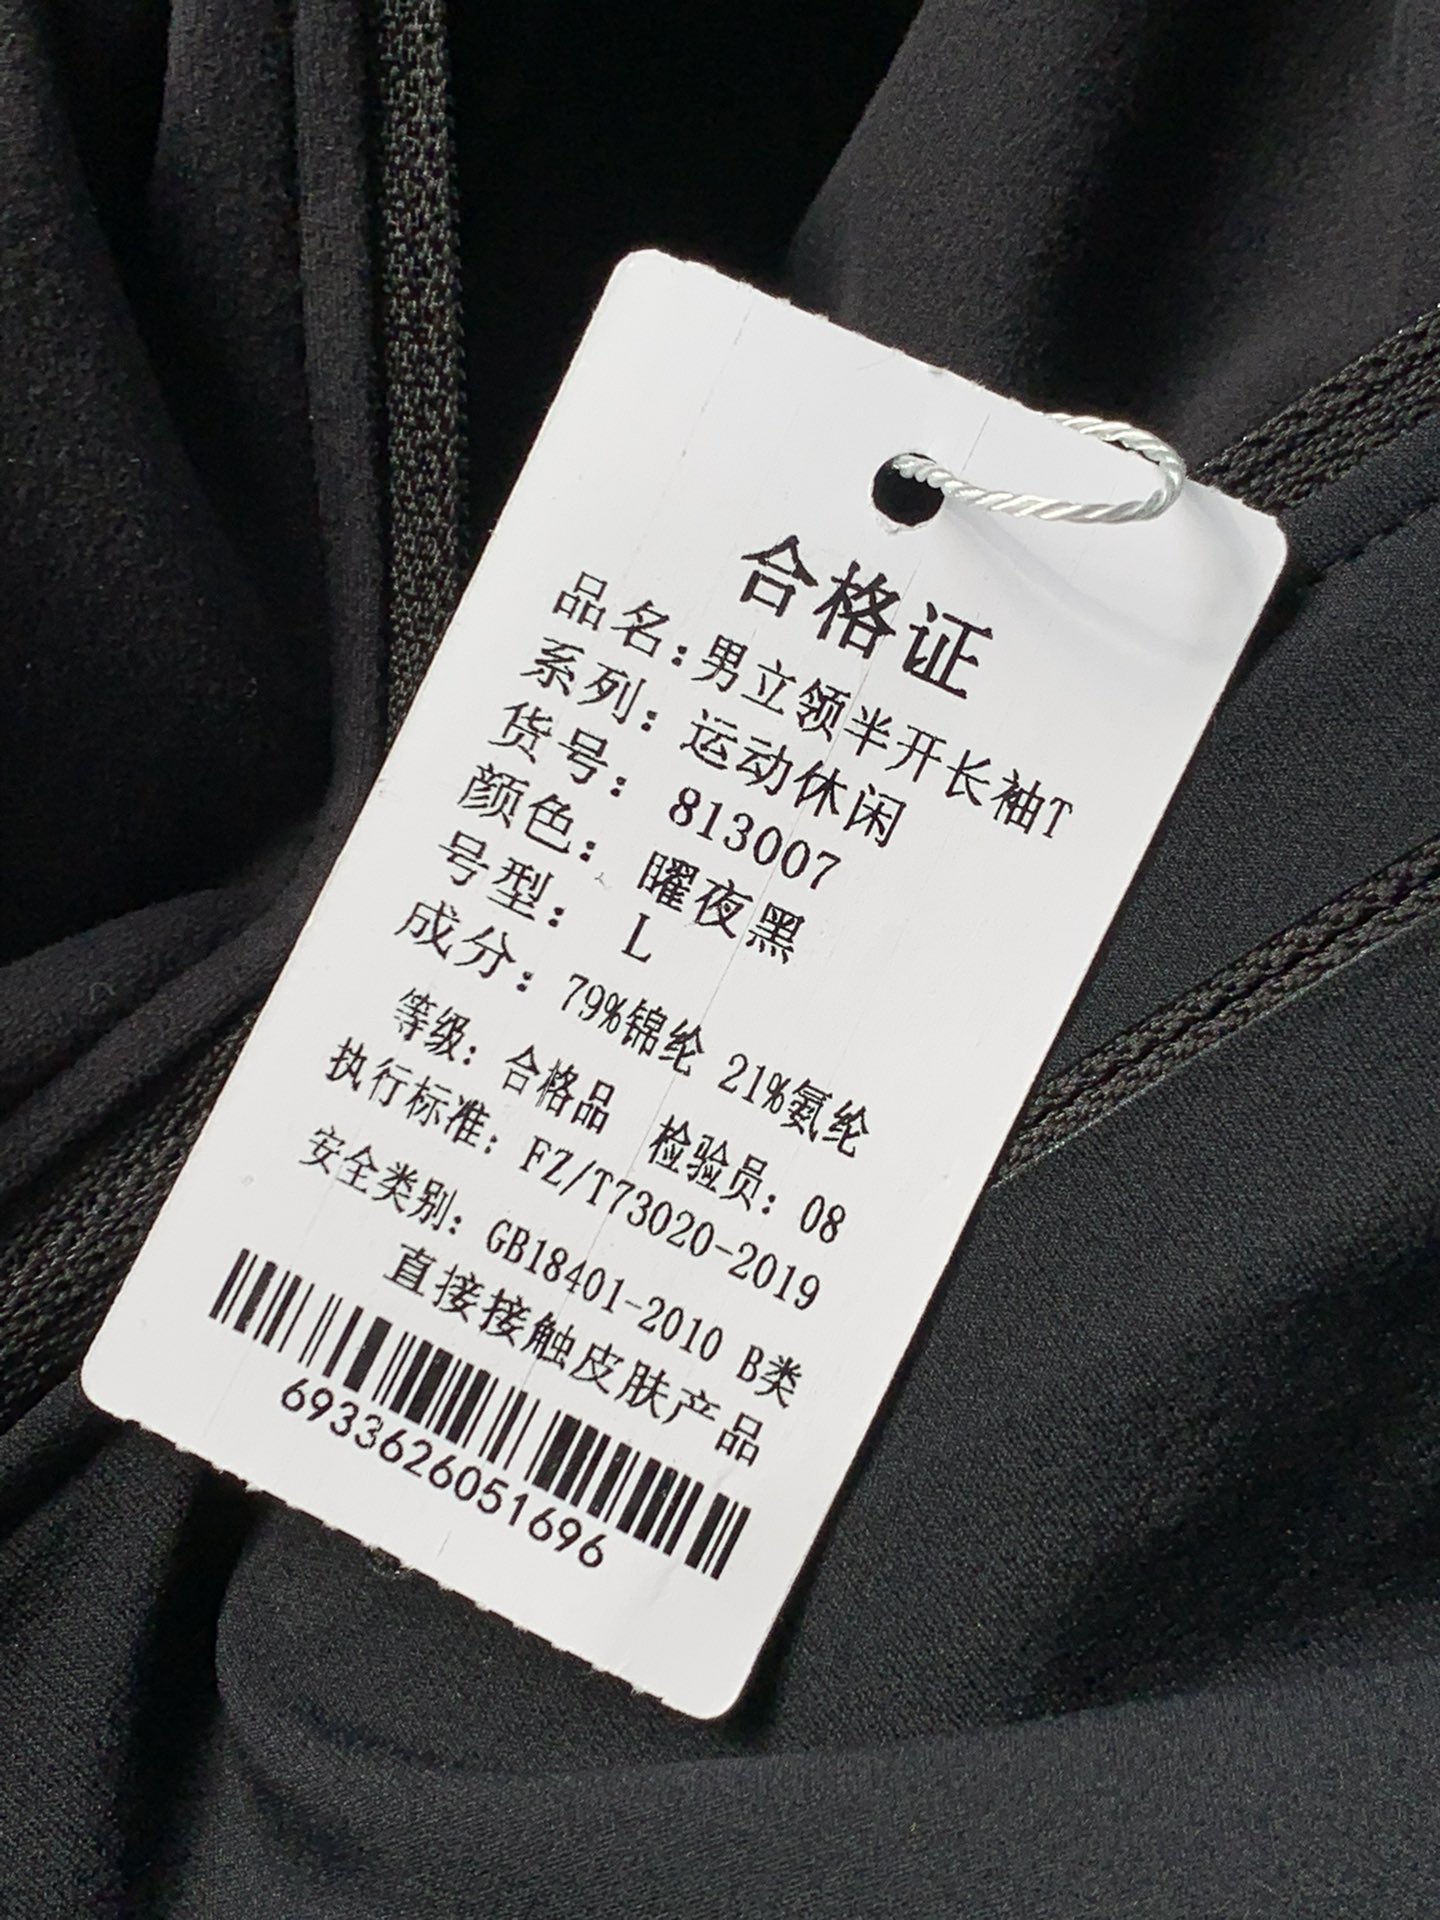 合格证
品名：男立领半开长袖T
系列：运动休闲
货号：813007
颜色：曜夜黑
号型：L
成分：79%锦纶 21%氨纶
等级：合格品 检验员：08
执行标准：FZ/T73020-2019
安全类别：GB18401-2010 B类
直接接触皮肤产品
6933626051696